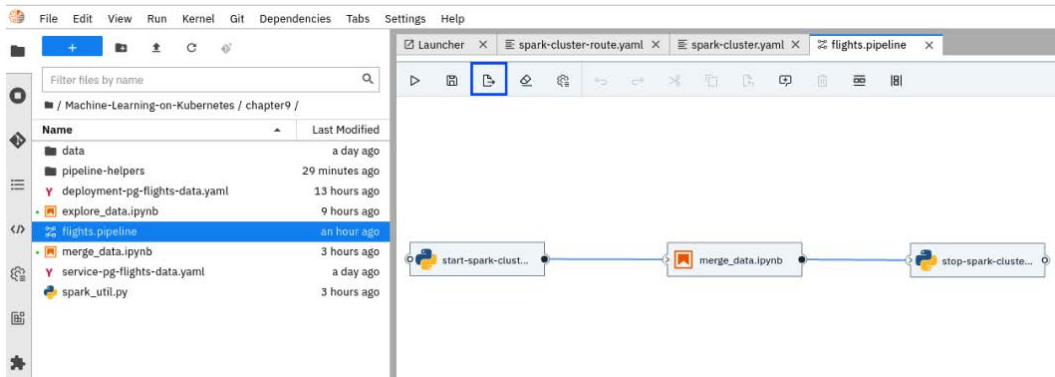 File Edit View Run Kernel Git Dependencies Tabs Settings Help
Launcher
spark-cluster-route.yaml
spark-cluster.yaml
flights.pipeline
Filter files by name
/ Machine-Learning-on-Kubernetes / chapter9 /
Name Last Modified
data a day ago
pipeline-helpers 29 minutes ago
deployment-pg-flights-data.yaml 13 hours ago
explore_data.ipynb 9 hours ago
flights.pipeline an hour ago
merge_data.ipynb 3 hours ago
service-pg-flights-data.yaml a day ago
spark_util.py 3 hours ago
start-spark-clust...
merge_data.ipynb
stop-spark-cluste...